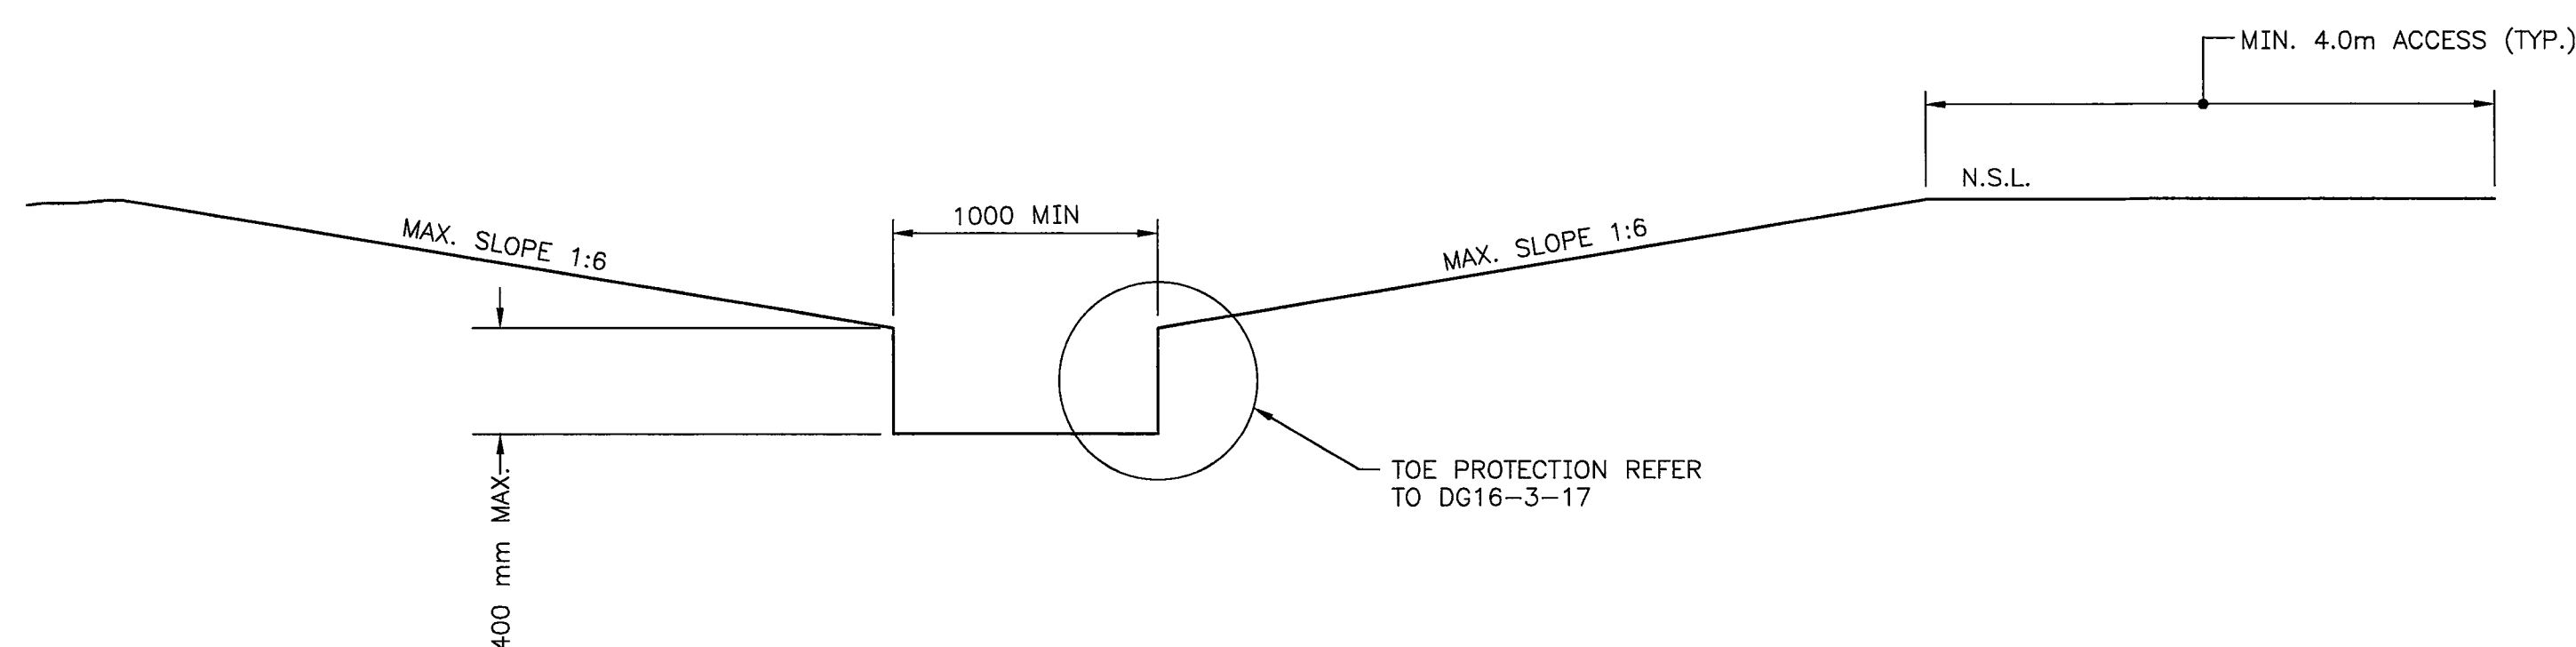 MIN. 4.0m ACCESS (TYP.)
N.S.L.
1000 MIN
MAX. SLOPE 1:6
MAX. SLOPE 1:6
TOE PROTECTION REFER
TO DG16-3-17
400 mm MAX.